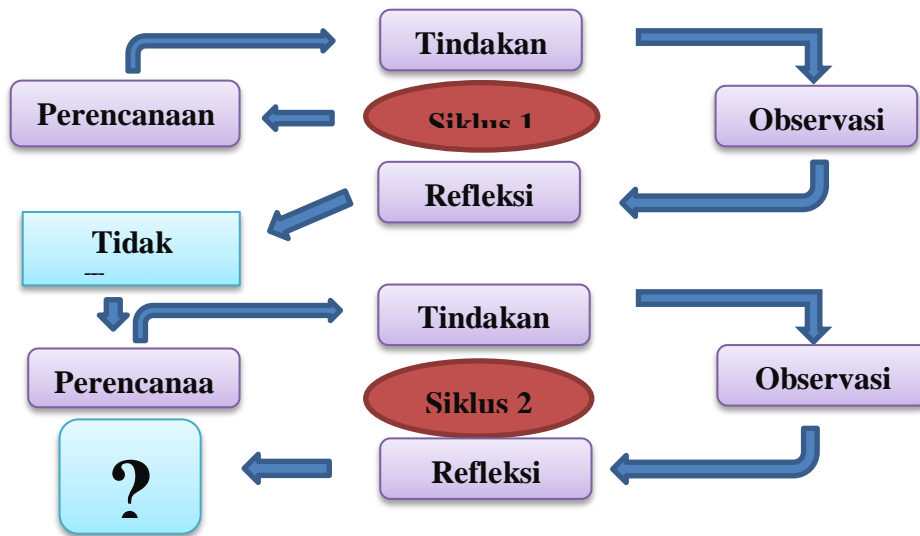 Tindakan
Perencanaan
Siklus 1
Observasi
Refleksi
Tidak
Tindakan
Perencanaa
Observasi
Siklus 2
Refleksi
?